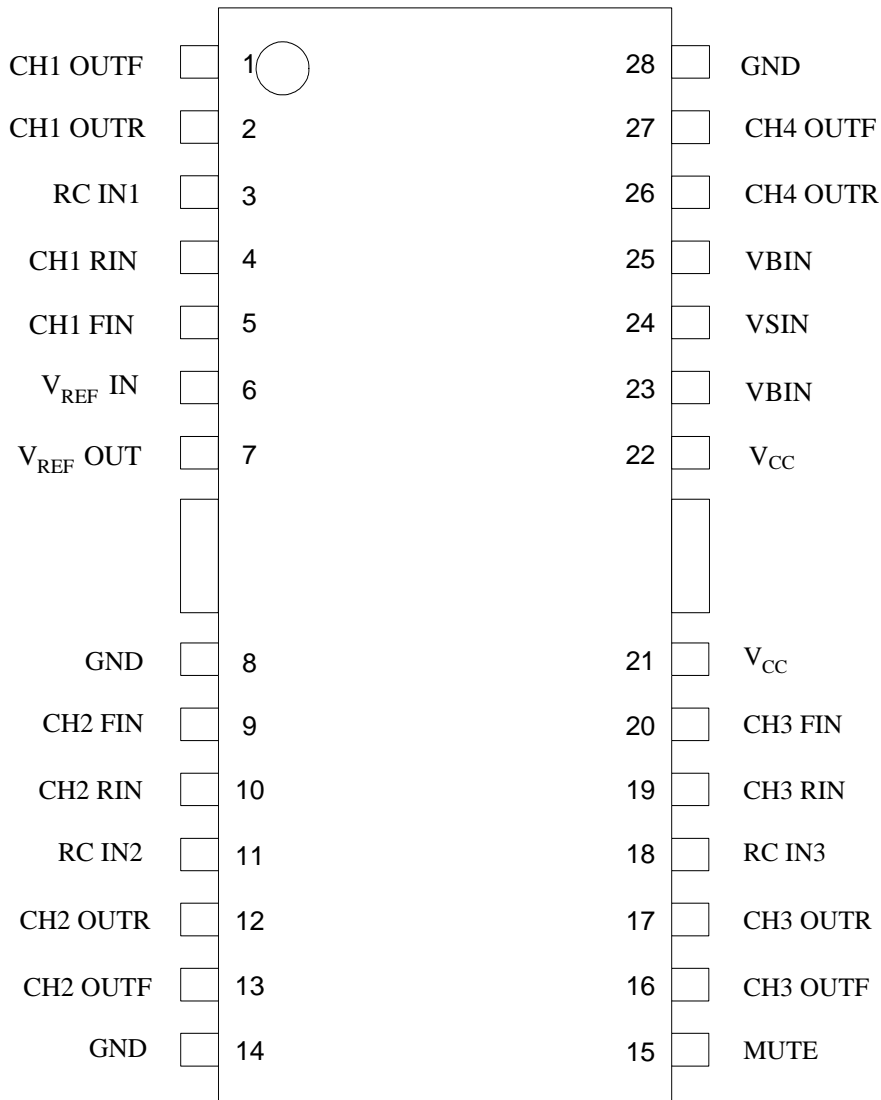 CH1 OUTF 1 28 GND
CH1 OUTR 2 27 CH4 OUTF
RC IN1 3 26 CH4 OUTR
CH1 RIN 4 25 VBIN
CH1 FIN 5 24 VSIN
VREF IN 6 23 VBIN
VREF OUT 7 22 VCC
GND 8 21 VCC
CH2 FIN 9 20 CH3 FIN
CH2 RIN 10 19 CH3 RIN
RC IN2 11 18 RC IN3
CH2 OUTR 12 17 CH3 OUTR
CH2 OUTF 13 16 CH3 OUTF
GND 14 15 MUTE